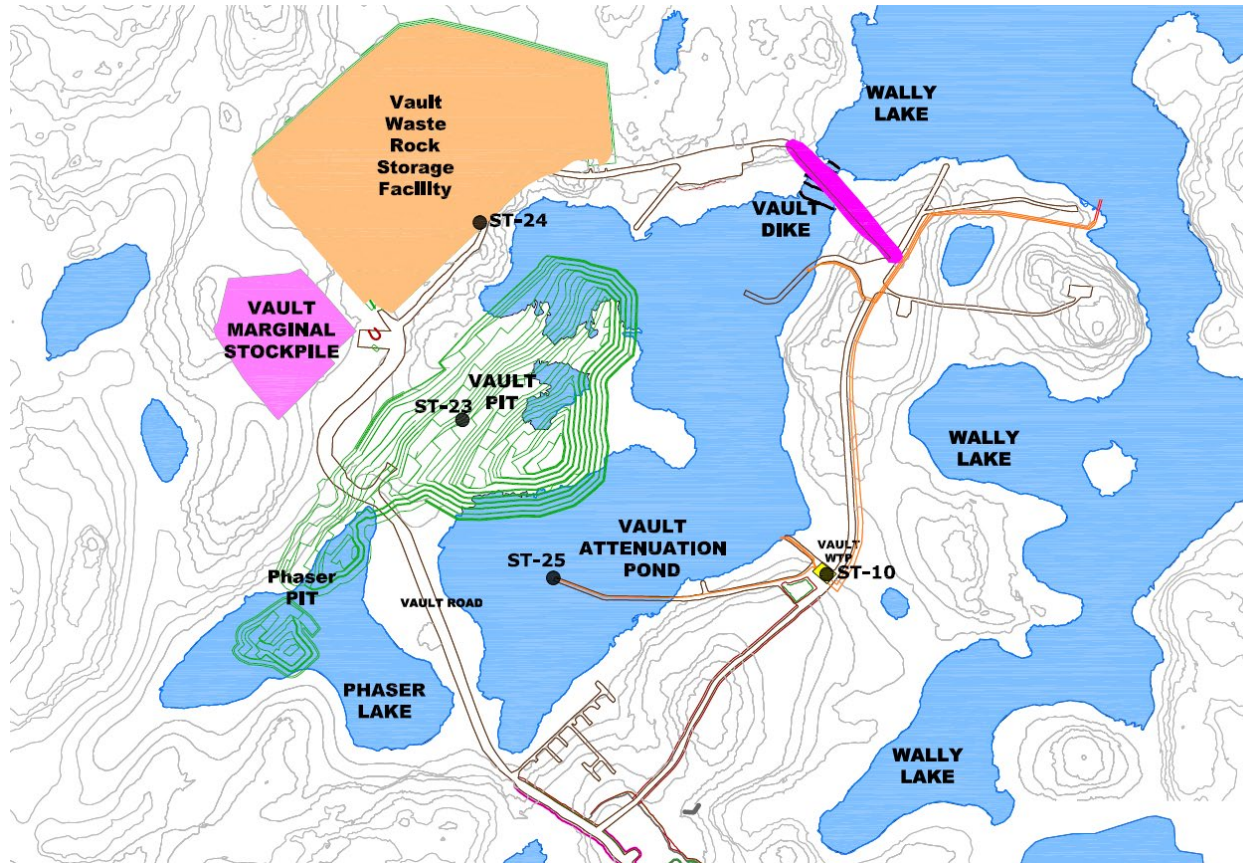 Vault
Waste
Rock
Storage
Facility
WALLY
LAKE
VAULT
DIKE
ST-24
VAULT
MARGINAL
STOCKPILE
VAULT
PIT
ST-23
WALLY
LAKE
VAULT
ATTENUATION
POND
ST-25
VAULT
WTP
ST-10
Phaser
PIT
VAULT ROAD
PHASER
LAKE
WALLY
LAKE